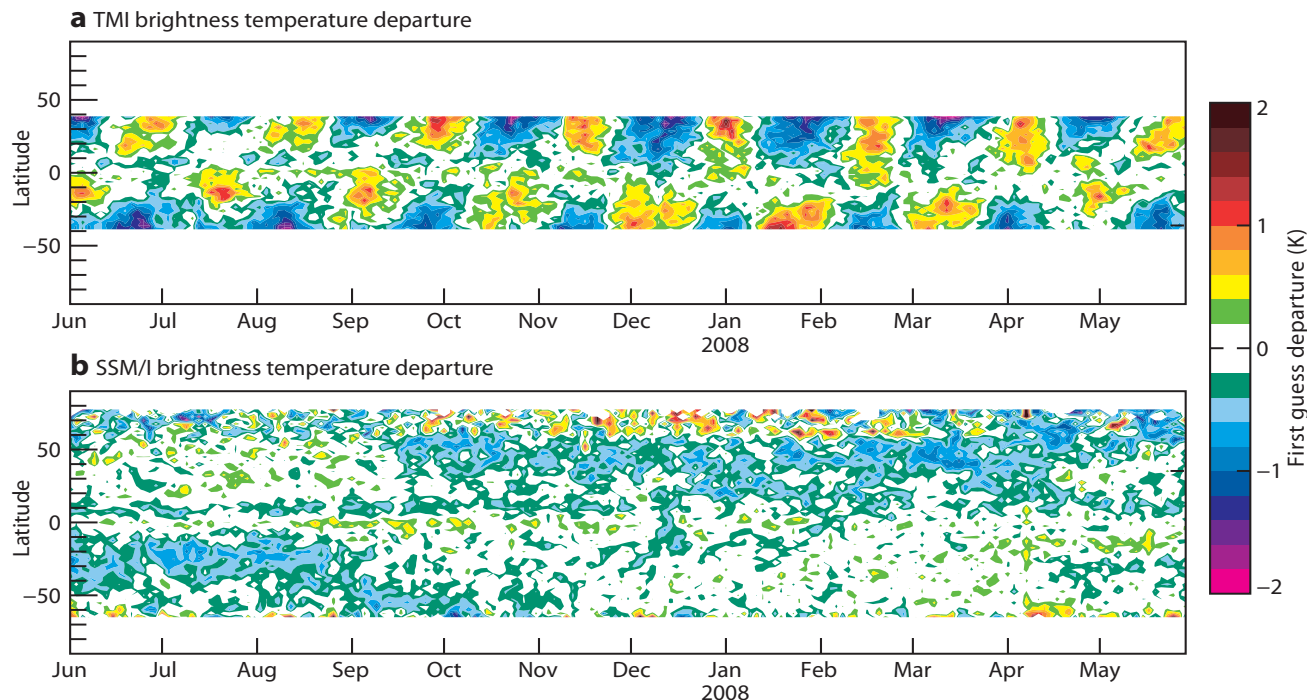 a TMI brightness temperature departure
50
0
−50
Latitude
Jun Jul Aug Sep Oct Nov Dec Jan Feb Mar Apr May
2008
b SSM/I brightness temperature departure
50
0
−50
Latitude
Jun Jul Aug Sep Oct Nov Dec Jan Feb Mar Apr May
2008
2
1
0
−1
−2
First guess departure (K)